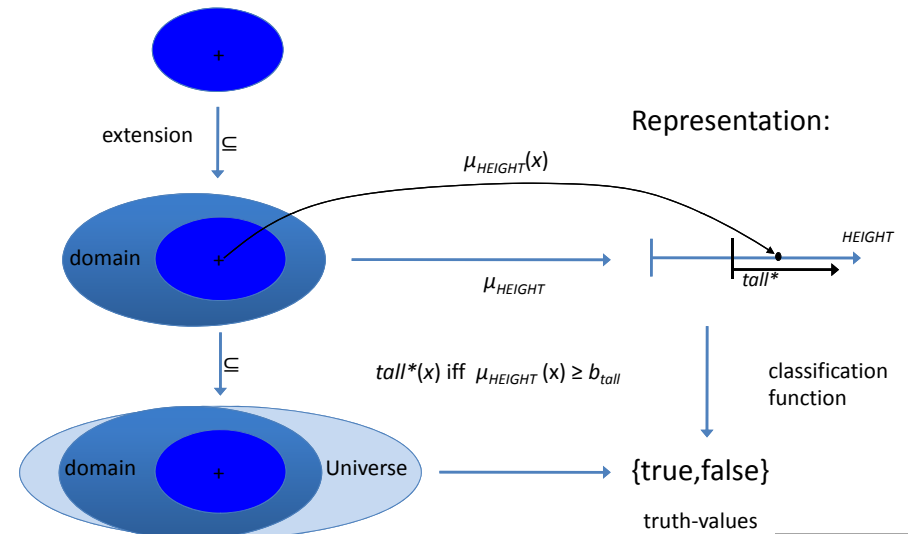 +
extension
⊆
Representation:
μHEIGHT(x)
domain
+
HEIGHT
tall*
μHEIGHT
⊆
tall*(x) iff μHEIGHT (x) ≥ btall
classification
function
domain
+
Universe
{true,false}
truth-values